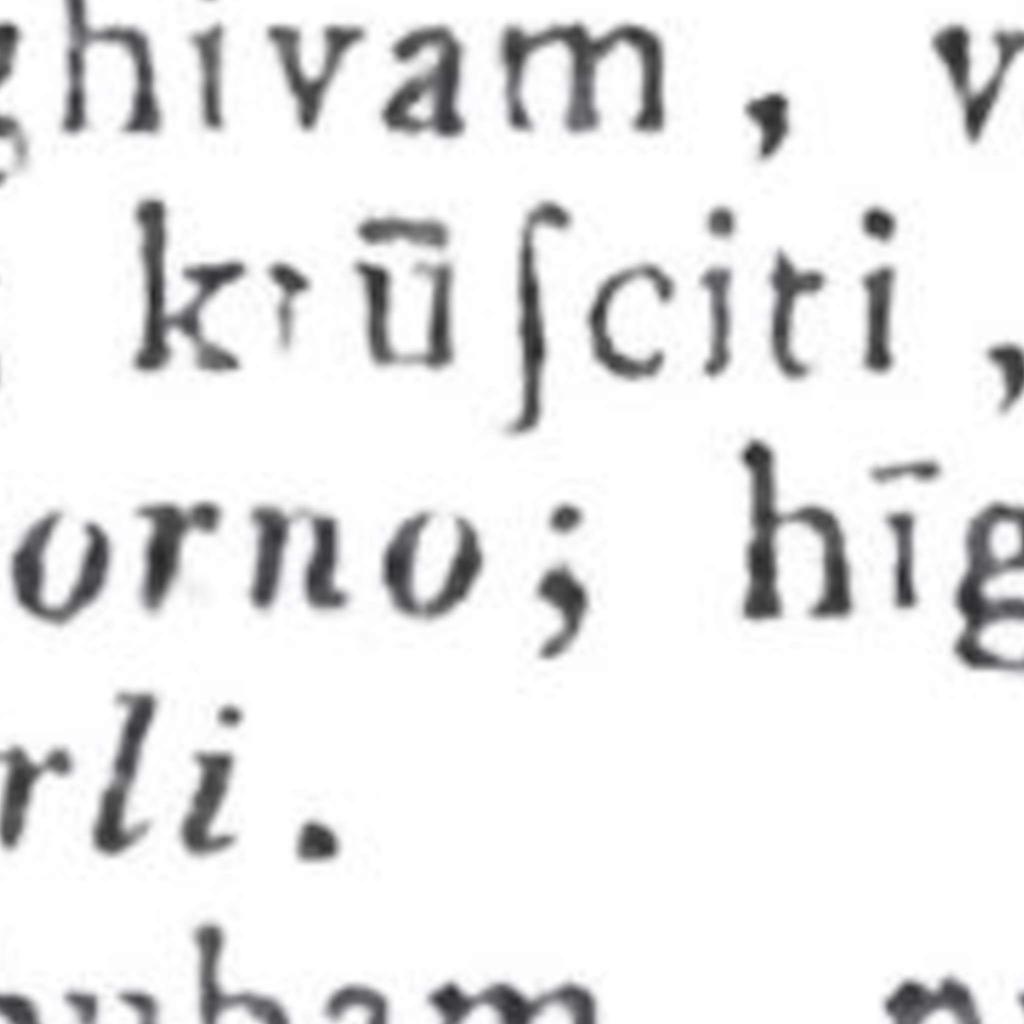 ghivam, v
krūſciti,
orno; hīg
rli.